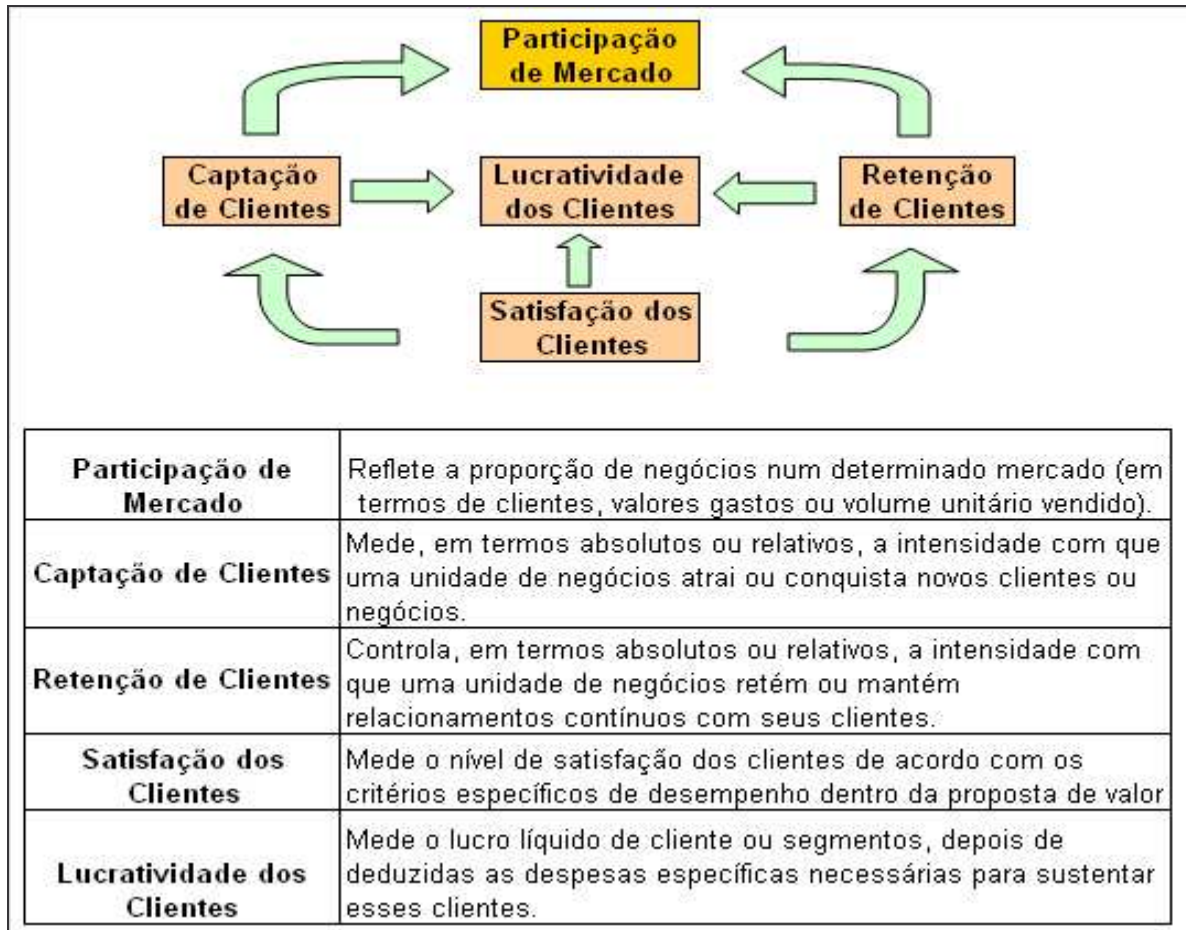 Participação
de Mercado
Captação
de Clientes
Lucratividade
dos Clientes
Retenção
de Clientes
Satisfação dos
Clientes
Participação de
Mercado
Reflete a proporção de negócios num determinado mercado (em
termos de clientes, valores gastos ou volume unitário vendido).
Captação de Clientes
Mede, em termos absolutos ou relativos, a intensidade com que
uma unidade de negócios atrai ou conquista novos clientes ou
negócios.
Retenção de Clientes
Controla, em termos absolutos ou relativos, a intensidade com
que uma unidade de negócios retém ou mantém
relacionamentos contínuos com seus clientes.
Satisfação dos
Clientes
Mede o nível de satisfação dos clientes de acordo com os
critérios específicos de desempenho dentro da proposta de valor
Lucratividade dos
Clientes
Mede o lucro líquido de cliente ou segmentos, depois de
deduzidas as despesas específicas necessárias para sustentar
esses clientes.